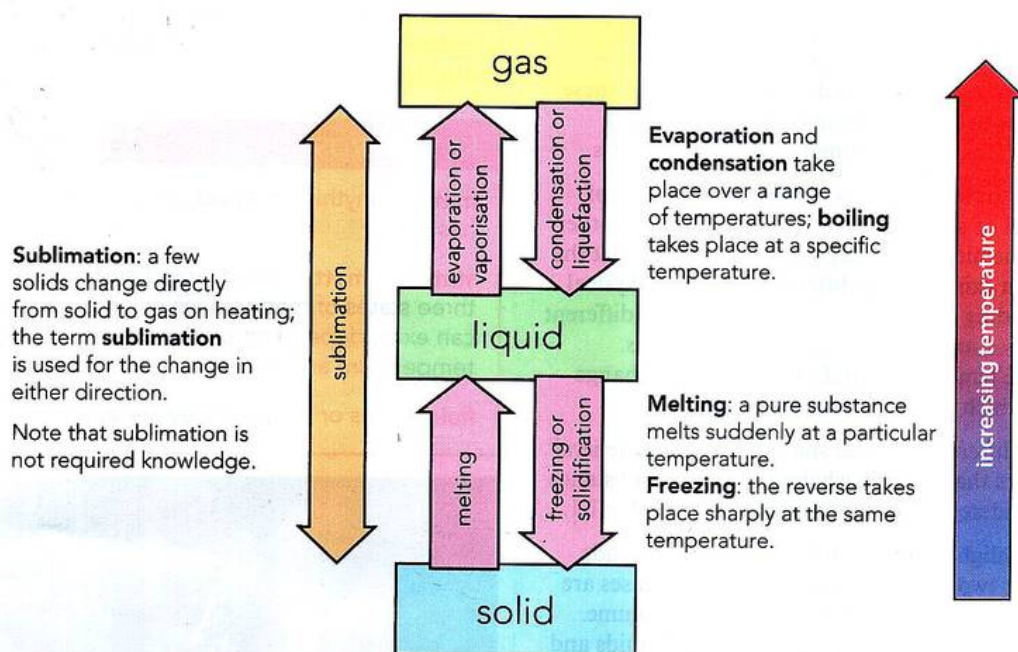 gas
evaporation or
vaporisation
condensation or
liquefaction
Evaporation and
condensation take
place over a range
of temperatures; boiling
takes place at a specific
temperature.
Sublimation: a few
solids change directly
from solid to gas on heating;
the term sublimation
is used for the change in
either direction.
Note that sublimation is
not required knowledge.
sublimation
liquid
increasing temperature
melting
freezing or
solidification
Melting: a pure substance
melts suddenly at a particular
temperature.
Freezing: the reverse takes
place sharply at the same
temperature.
solid